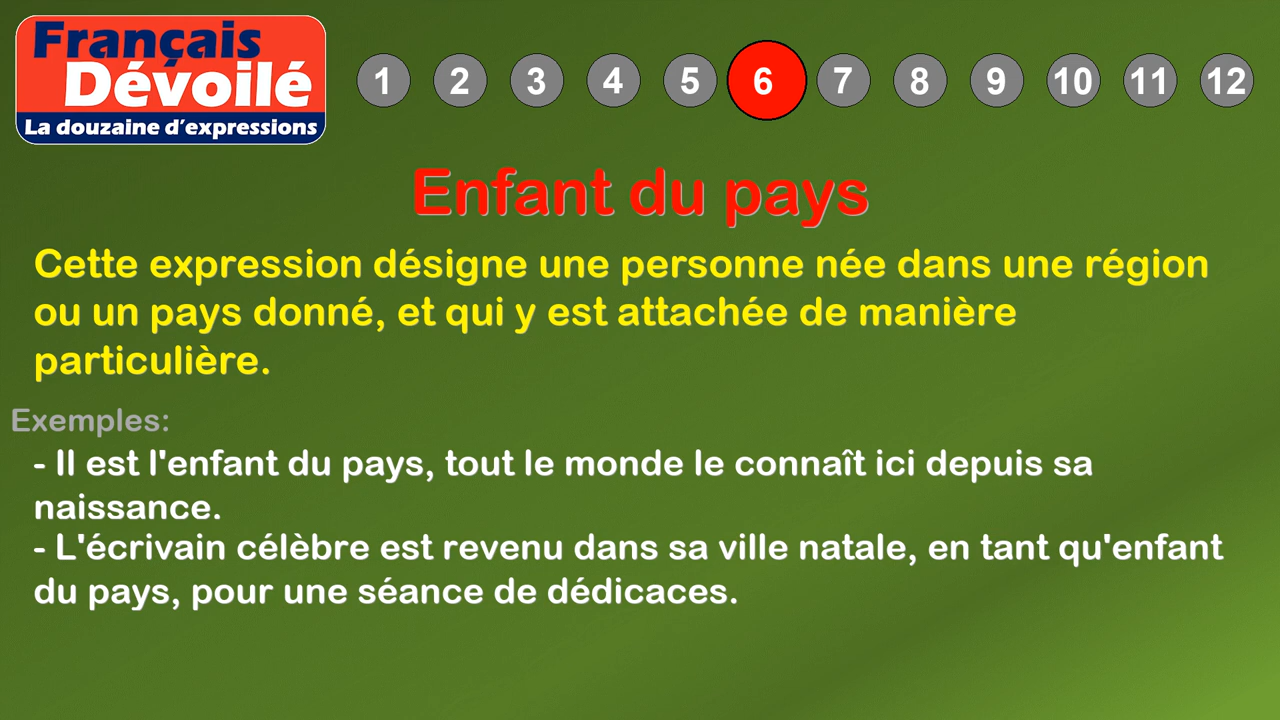 Français
Dévoilé
La douzaine d'expressions
1 2 3 4 5 6 7 8 9 10 11 12
Enfant du pays
Cette expression désigne une personne née dans une région
ou un pays donné, et qui y est attachée de manière
particulière.
Exemples:
- Il est l'enfant du pays, tout le monde le connaît ici depuis sa
naissance.
- L'écrivain célèbre est revenu dans sa ville natale, en tant qu'enfant
du pays, pour une séance de dédicaces.